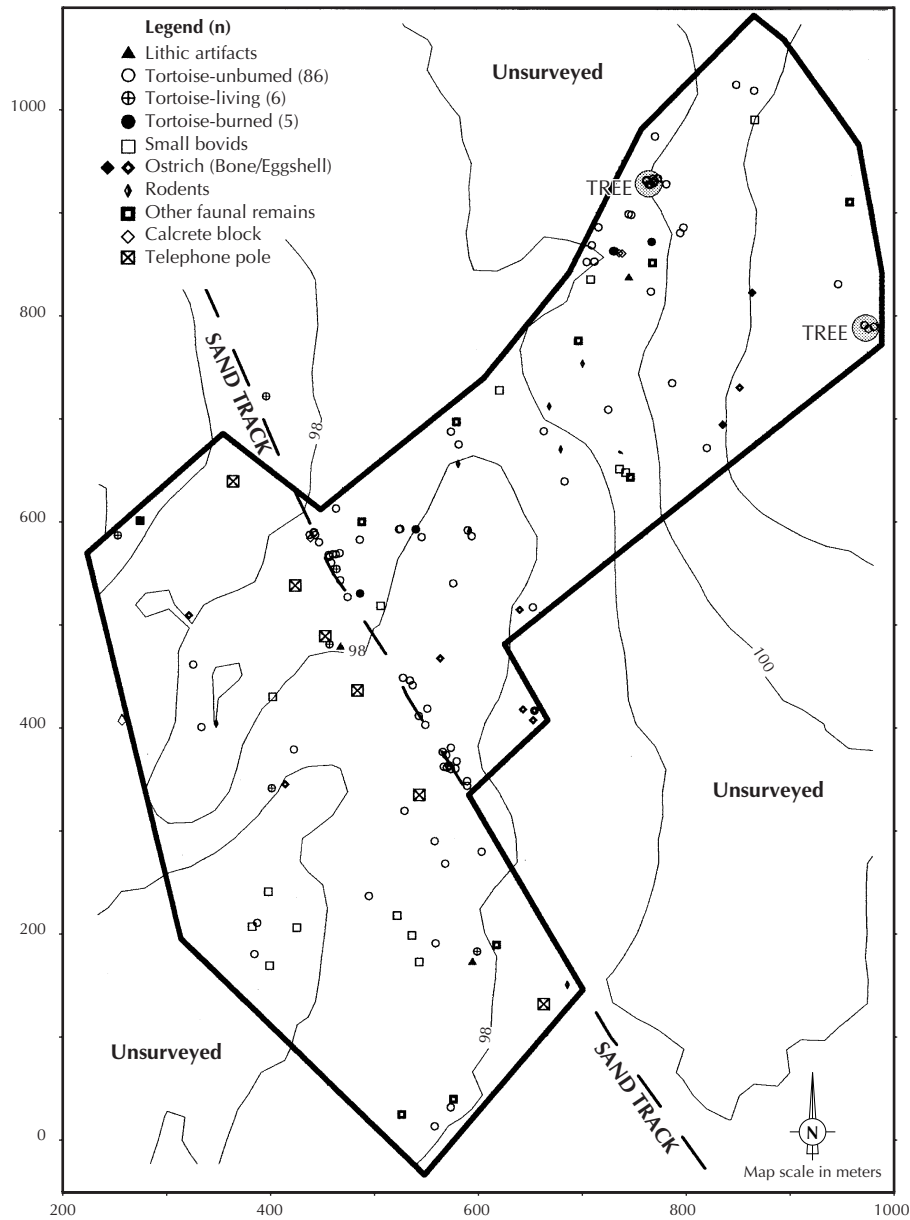 Legend (n)
Lithic artifacts
Tortoise-unburned (86)
Tortoise-living (6)
Tortoise-burned (5)
Small bovids
Ostrich (Bone/Eggshell)
Rodents
Other faunal remains
Calcrete block
Telephone pole
Unsurveyed
TREE
TREE
SAND TRACK
98
98
100
Unsurveyed
98
Unsurveyed
SAND TRACK
N
Map scale in meters
1000
800
600
400
200
0
200
400
600
800
1000